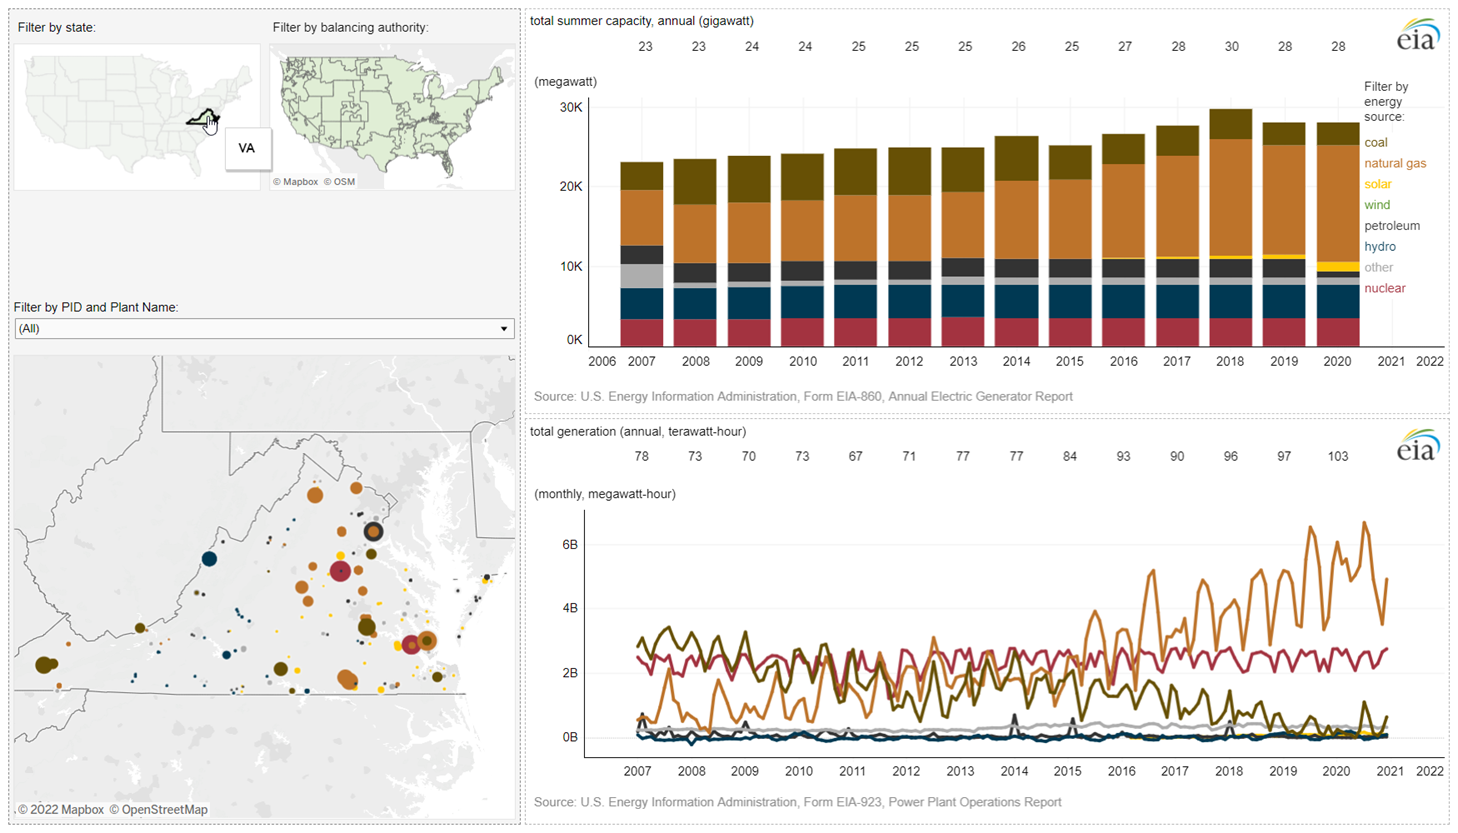 Filter by state:
Filter by balancing authority:
VA
© Mapbox © OSM
Filter by PID and Plant Name:
(All)
© 2022 Mapbox © OpenStreetMap
total summer capacity, annual (gigawatt)
23 23 24 24 25 25 25 26 25 27 28 30 28 28
eia
(megawatt)
30K
20K
10K
0K
2006 2007 2008 2009 2010 2011 2012 2013 2014 2015 2016 2017 2018 2019 2020 2021 2022
Filter by
energy
source:
coal
natural gas
solar
wind
petroleum
hydro
other
nuclear
Source: U.S. Energy Information Administration, Form EIA-860, Annual Electric Generator Report
total generation (annual, terawatt-hour)
78 73 70 73 67 71 77 77 84 93 90 96 97 103
eia
(monthly, megawatt-hour)
6B
4B
2B
0B
2007 2008 2009 2010 2011 2012 2013 2014 2015 2016 2017 2018 2019 2020 2021 2022
Source: U.S. Energy Information Administration, Form EIA-923, Power Plant Operations Report